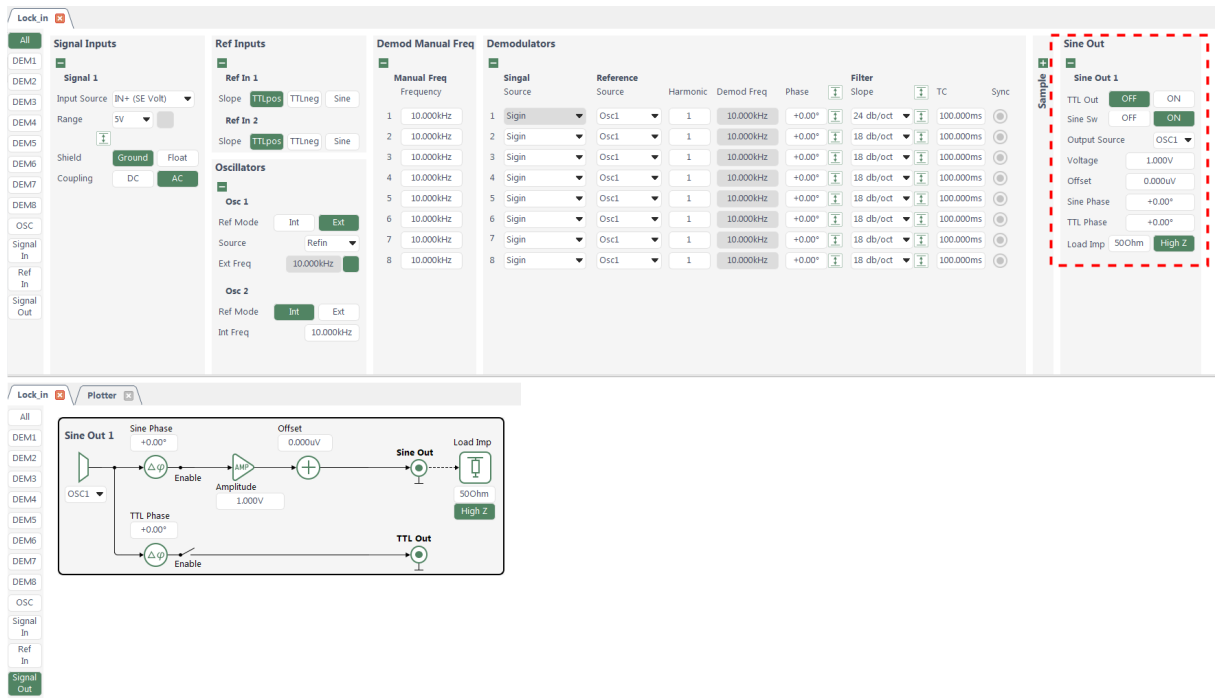 Lock_in
All
DEM1
DEM2
DEM3
DEM4
DEM5
DEM6
DEM7
DEM8
OSC
Signal
In
Ref
In
Signal
Out
Signal Inputs
Signal 1
Input Source IN+ (SE Volt)
Range 5V
Shield Ground Float
Coupling DC AC
Ref Inputs
Ref In 1
Slope TTLpos TTLneg Sine
Ref In 2
Slope TTLpos TTLneg Sine
Oscillators
Osc 1
Ref Mode Int Ext
Source Refin
Ext Freq 10.000kHz
Osc 2
Ref Mode Int Ext
Int Freq 10.000kHz
Demod Manual Freq
Manual Freq
Frequency
1 10.000kHz
2 10.000kHz
3 10.000kHz
4 10.000kHz
5 10.000kHz
6 10.000kHz
7 10.000kHz
8 10.000kHz
Demodulators
Singal Reference Filter
Source Source Harmonic Demod Freq Phase Slope TC Sync
1 Sigin Osc1 1 10.000kHz +0.00° 24 db/oct 100.000ms
2 Sigin Osc1 1 10.000kHz +0.00° 18 db/oct 100.000ms
3 Sigin Osc1 1 10.000kHz +0.00° 18 db/oct 100.000ms
4 Sigin Osc1 1 10.000kHz +0.00° 18 db/oct 100.000ms
5 Sigin Osc1 1 10.000kHz +0.00° 18 db/oct 100.000ms
6 Sigin Osc1 1 10.000kHz +0.00° 18 db/oct 100.000ms
7 Sigin Osc1 1 10.000kHz +0.00° 18 db/oct 100.000ms
8 Sigin Osc1 1 10.000kHz +0.00° 18 db/oct 100.000ms
Sample
Sine Out
Sine Out 1
TTL Out OFF ON
Sine Sw OFF ON
Output Source OSC1
Voltage 1.000V
Offset 0.000uV
Sine Phase +0.00°
TTL Phase +0.00°
Load Imp 50Ohm High Z
Lock_in Plotter
All
DEM1
DEM2
DEM3
DEM4
DEM5
DEM6
DEM7
DEM8
OSC
Signal
In
Ref
In
Signal
Out
Sine Out 1
OSC1
Sine Phase
+0.00°
Δφ
Enable
AMP
Amplitude
1.000V
Offset
0.000uV
Sine Out
Load Imp
50Ohm
High Z
TTL Phase
+0.00°
Δφ
Enable
TTL Out